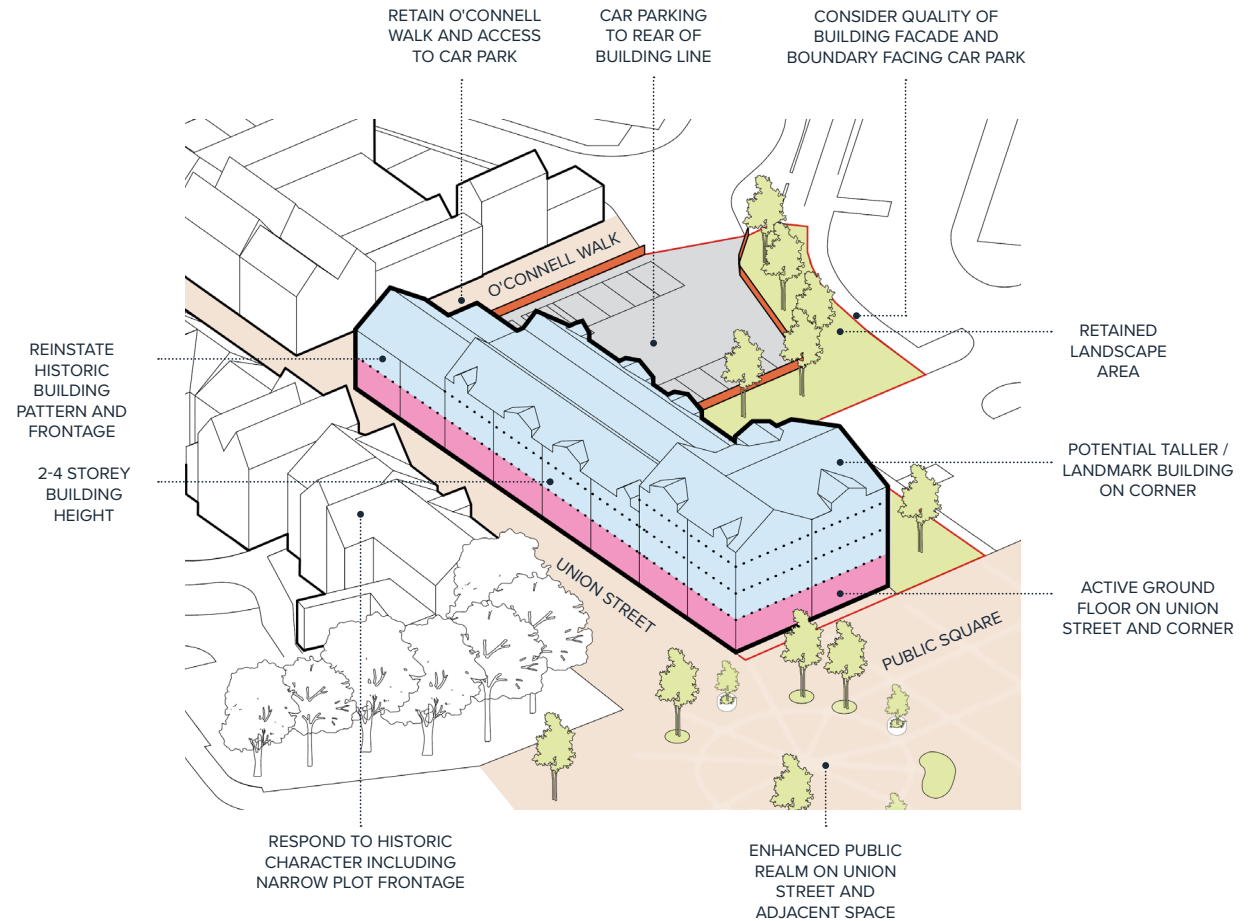 RETAIN O'CONNELL
WALK AND ACCESS
TO CAR PARK
CAR PARKING
TO REAR OF
BUILDING LINE
CONSIDER QUALITY OF
BUILDING FACADE AND
BOUNDARY FACING CAR PARK
O'CONNELL WALK
REINSTATE
HISTORIC
BUILDING
PATTERN AND
FRONTAGE
2-4 STOREY
BUILDING
HEIGHT
RETAINED
LANDSCAPE
AREA
POTENTIAL TALLER /
LANDMARK BUILDING
ON CORNER
UNION STREET
ACTIVE GROUND
FLOOR ON UNION
STREET AND CORNER
PUBLIC SQUARE
RESPOND TO HISTORIC
CHARACTER INCLUDING
NARROW PLOT FRONTAGE
ENHANCED PUBLIC
REALM ON UNION
STREET AND
ADJACENT SPACE